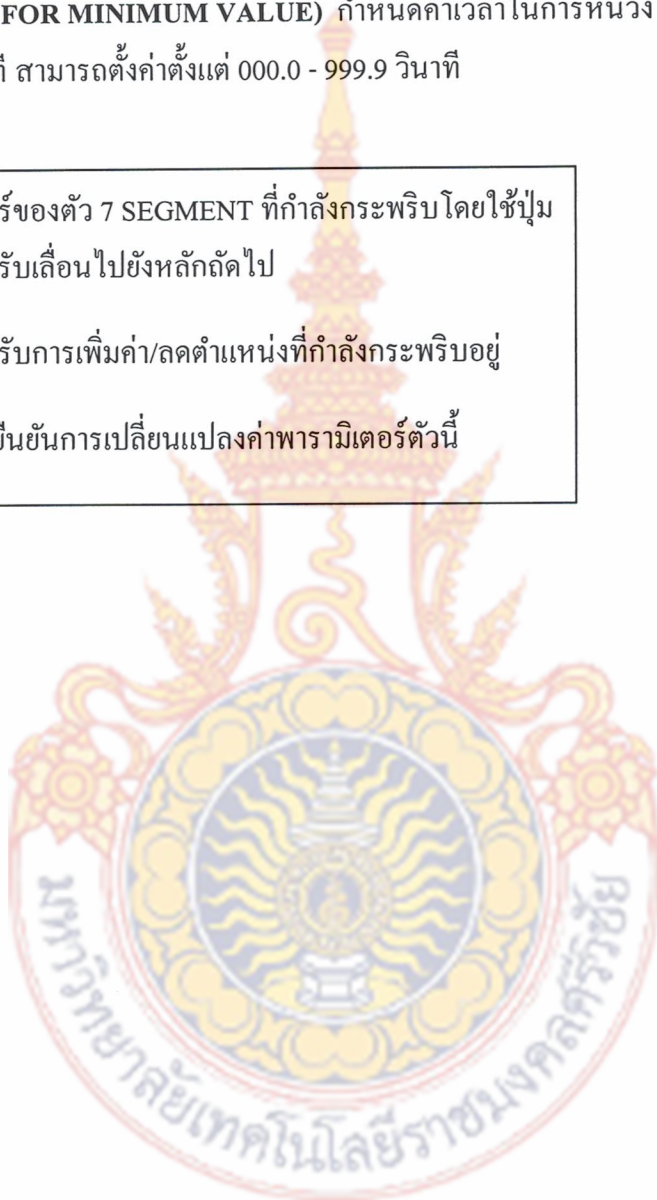 FOR MINIMUM VALUE) กำหนดค่าเวลาในการหน่วง
สามารถตั้งค่าตั้งแต่ 000.0 - 999.9 วินาที
ของตัว 7 SEGMENT ที่กำลังกระพริบโดยใช้ปุ่ม
รับเลื่อนไปยังหลักถัดไป
รับการเพิ่มค่า/ลดตำแหน่งที่กำลังกระพริบอยู่
ยืนยันการเปลี่ยนแปลงค่าพารามิเตอร์ตัวนี้
มหาวิทยาลัยเทคโนโลยีราชมงคลศรีวิชัย